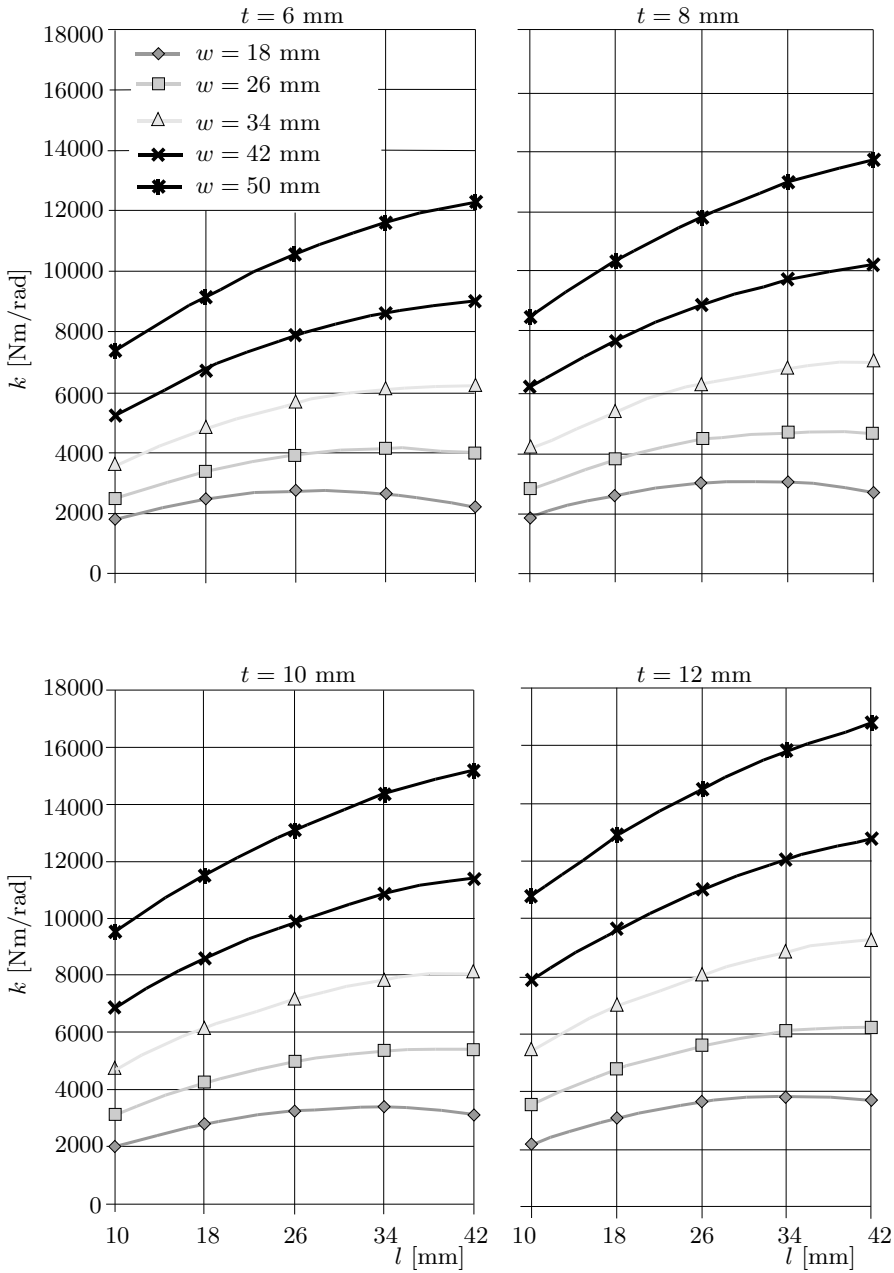 t = 6 mm
t = 8 mm
18000
16000
14000
12000
10000
8000
6000
4000
2000
0
k [Nm/rad]
w = 18 mm
w = 26 mm
w = 34 mm
w = 42 mm
w = 50 mm
t = 10 mm
t = 12 mm
18000
16000
14000
12000
10000
8000
6000
4000
2000
0
k [Nm/rad]
10 18 26 34 42
l [mm]
10 18 26 34 42
l [mm]